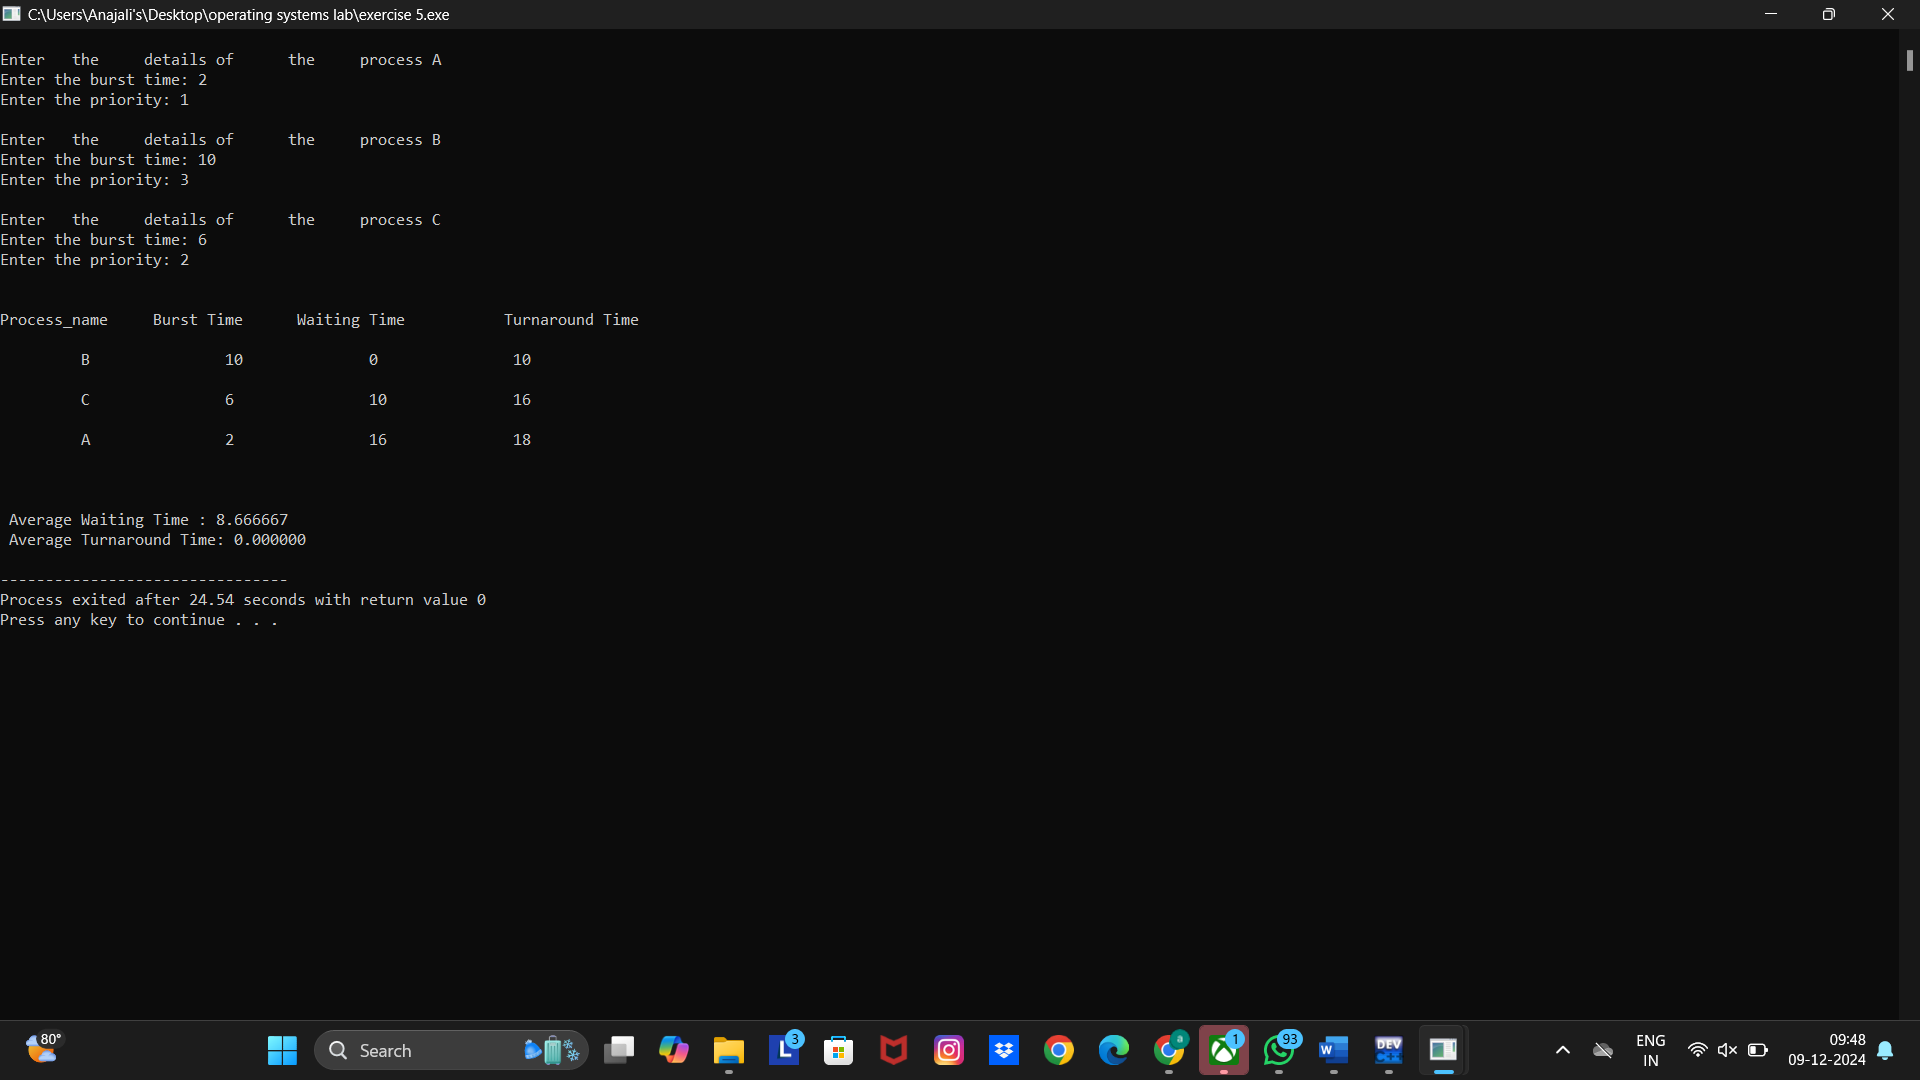 C:\Users\Anajali's\Desktop\operating systems lab\exercise 5.exe
Enter the details of the process A
Enter the burst time: 2
Enter the priority: 1
Enter the details of the process B
Enter the burst time: 10
Enter the priority: 3
Enter the details of the process C
Enter the burst time: 6
Enter the priority: 2
Process_name Burst Time Waiting Time Turnaround Time
B 10 0 10
C 6 10 16
A 2 16 18
Average Waiting Time : 8.666667
Average Turnaround Time: 0.000000
--------------------------------
Process exited after 24.54 seconds with return value 0
Press any key to continue . . .
80°
Search
L
3
a
1
93
W
DEV
C++
ENG
IN
09:48
09-12-2024